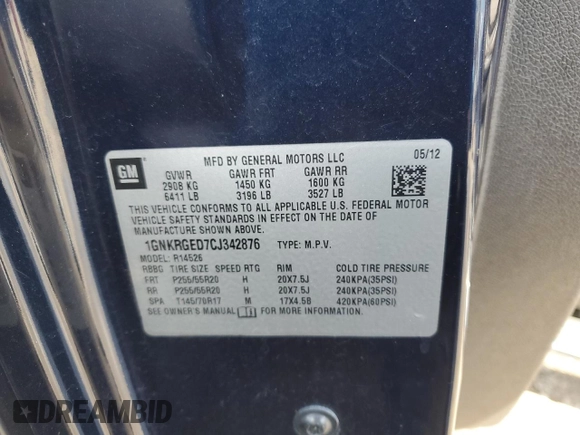 MFD BY GENERAL MOTORS LLC 05/12
GM GVWR GAWR FRT GAWR RR
2908 KG 1450 KG 1600 KG
6411 LB 3196 LB 3527 LB
THIS VEHICLE CONFORMS TO ALL APPLICABLE U.S. FEDERAL MOTOR
VEHICLE SAFETY STANDARDS IN EFFECT ON THE DATE OF
MANUFACTURE SHOWN ABOVE.
1GNKRGED7CJ342876 TYPE: M.P.V.
MODEL: R14526
RBBG TIRE SIZE SPEED RTG RIM COLD TIRE PRESSURE
FRT P255/55R20 H 20X7.5J 240KPA(35PSI)
RR P255/55R20 H 20X7.5J 240KPA(35PSI)
SPA T145/70R17 M 17X4.5B 420KPA(60PSI)
SEE OWNER'S MANUAL FOR MORE INFORMATION.
DREAMBID